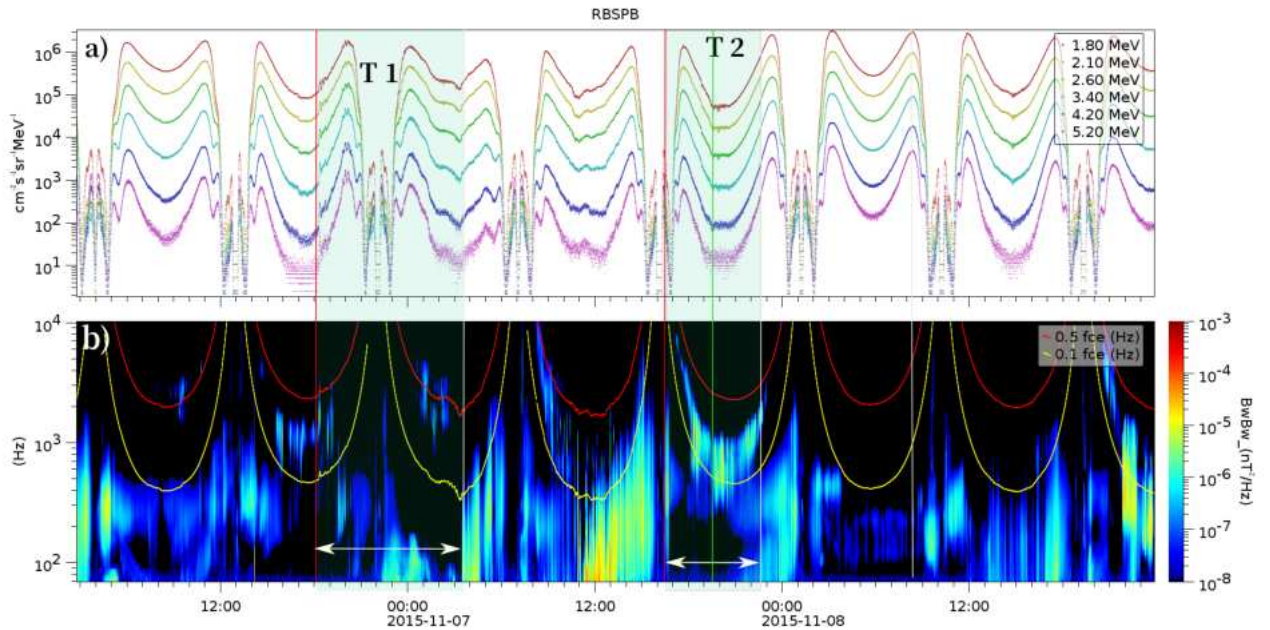 RBSPB
a)
T 1
T 2
10⁶
10⁵
10⁴
10³
10²
10¹
cm⁻²s⁻¹sr⁻¹MeV⁻¹
1.80 MeV
2.10 MeV
2.60 MeV
3.40 MeV
4.20 MeV
5.20 MeV
b)
10⁴
10³
10²
(Hz)
0.5 fce (Hz)
0.1 fce (Hz)
10⁻³
10⁻⁴
10⁻⁵
10⁻⁶
10⁻⁷
10⁻⁸
BwBw_(nT²/Hz)
12:00 00:00 12:00 00:00 12:00
2015-11-07 2015-11-08